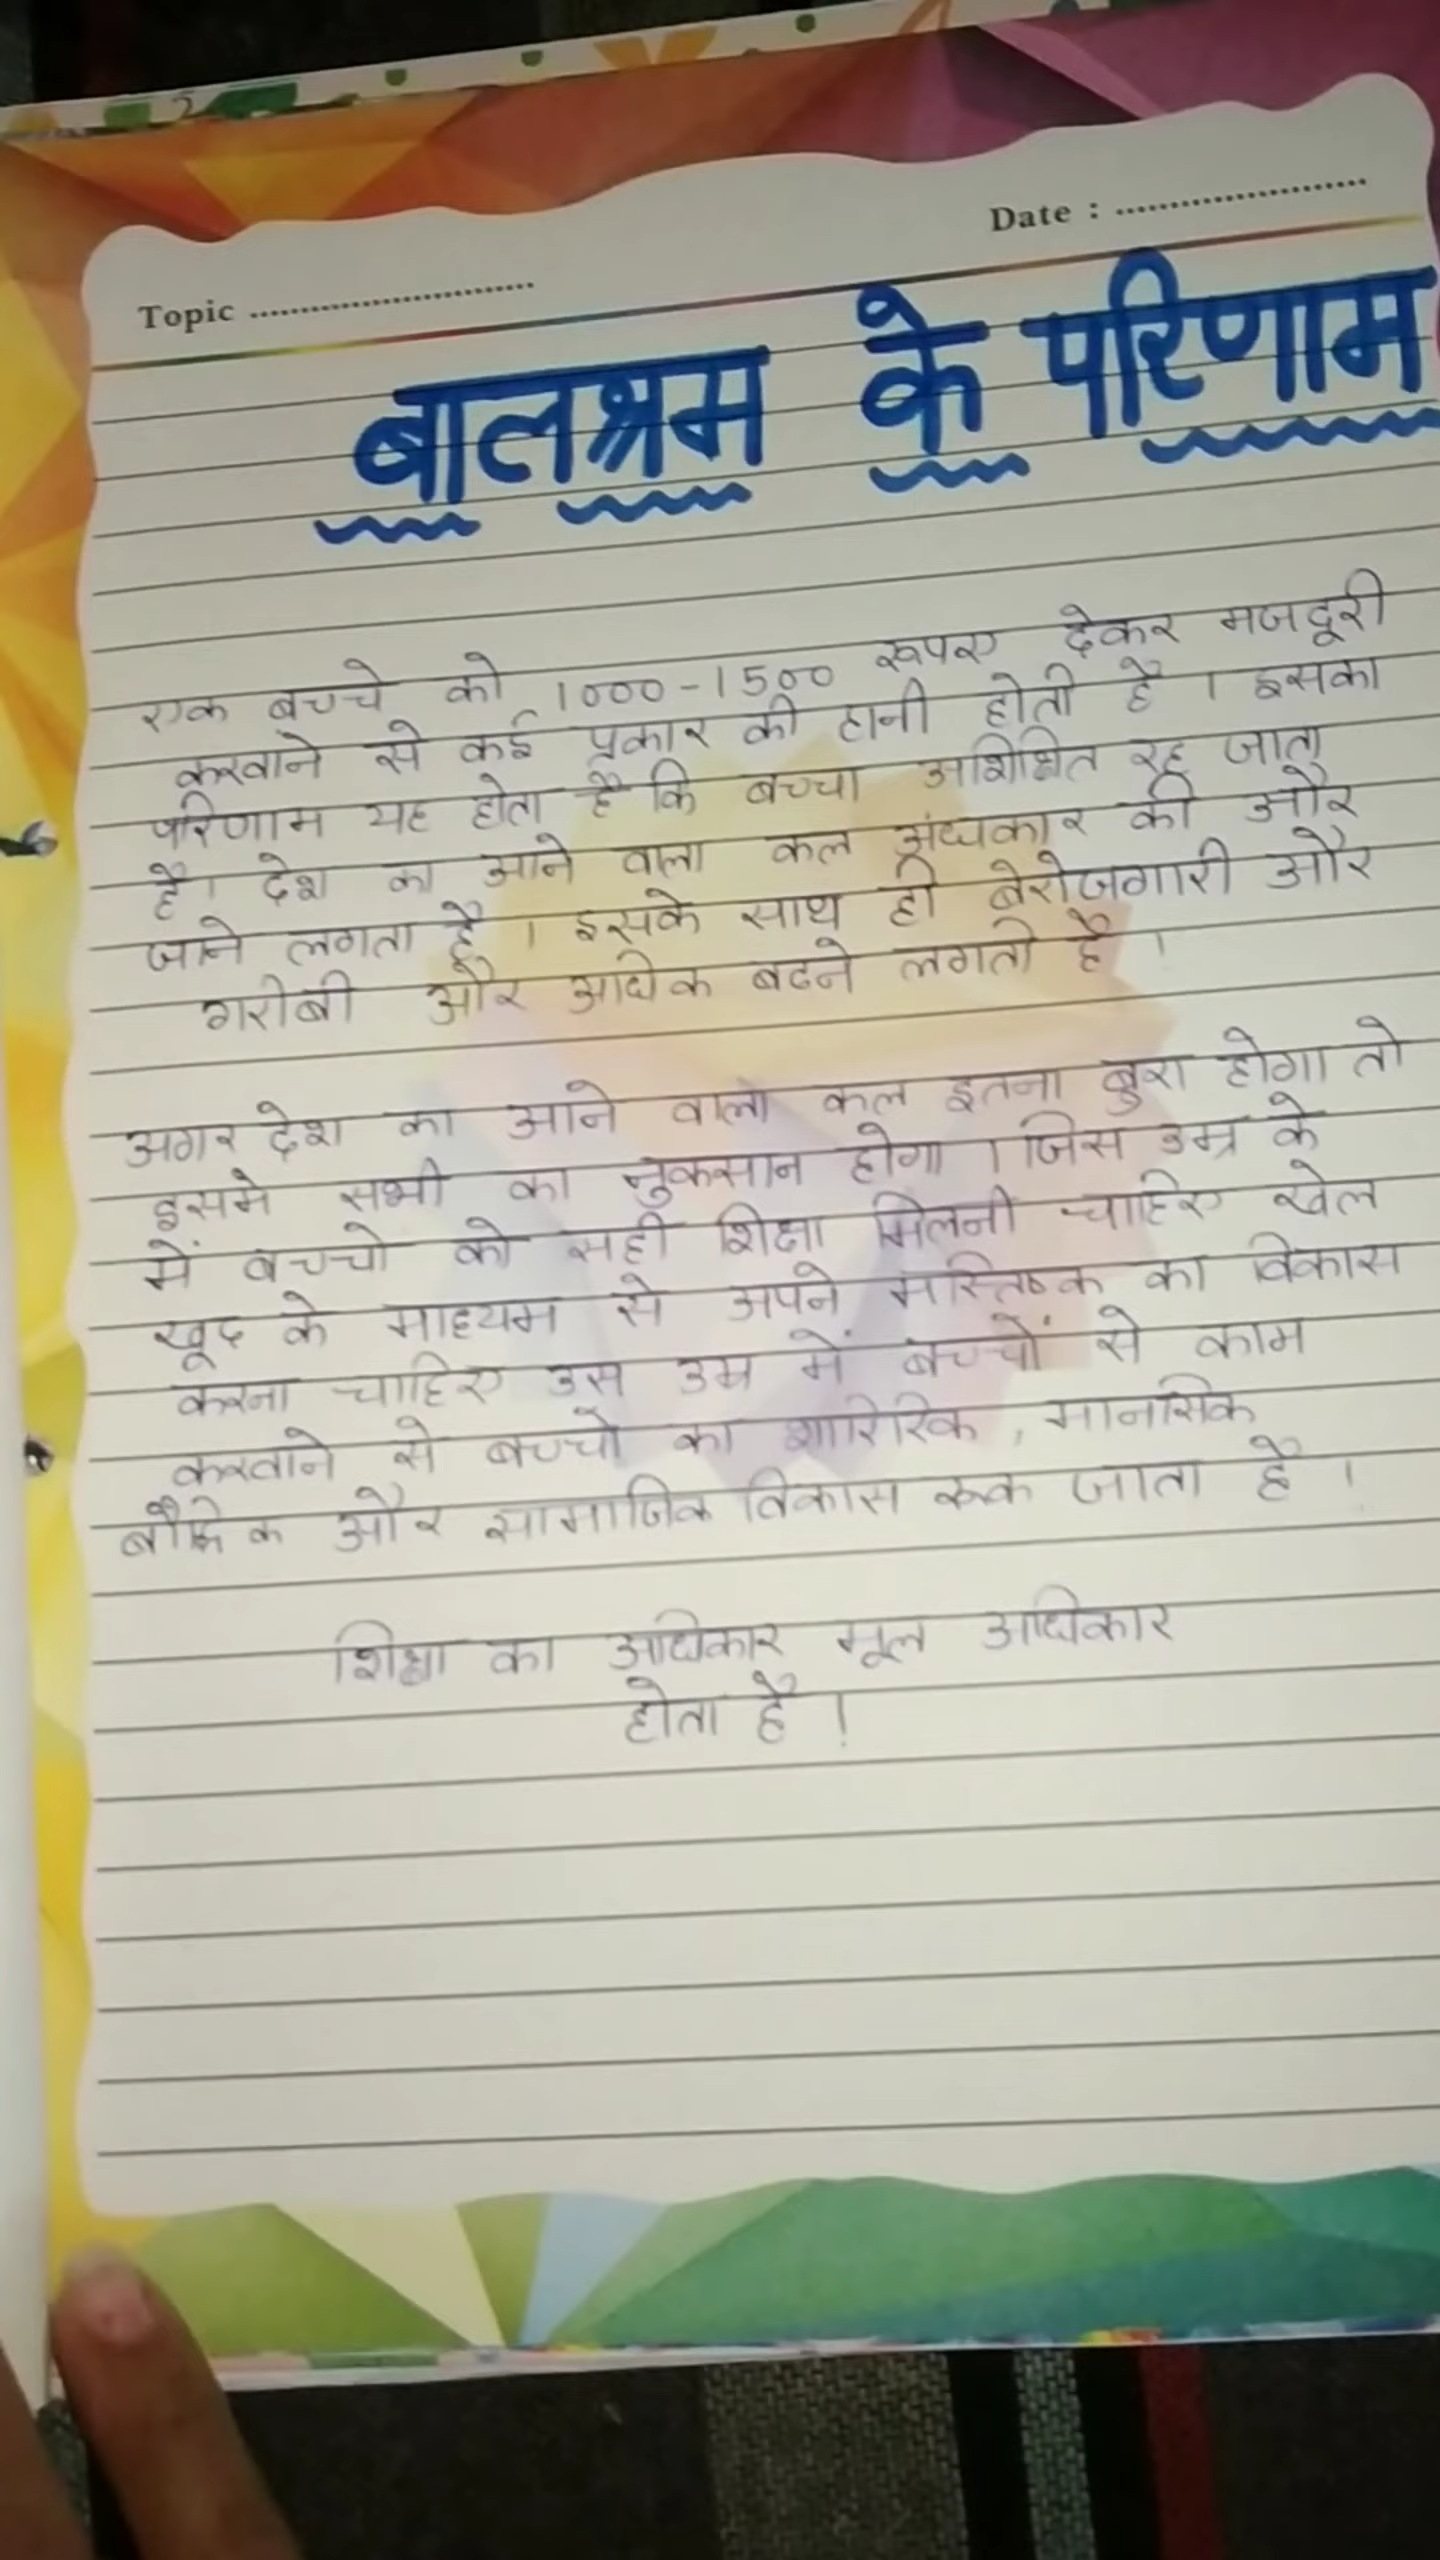 Date : ........................
Topic ............................
बालश्रम के परिणाम
एक बच्चे को 1000-1500 रूपए देकर मजदूरी
करवाने से कई प्रकार की हानी होती है । इसका
परिणाम यह होता है कि बच्चा अशिक्षित रह जाता
है। देश का आने वाला कल अंधकार की और
जाने लगता है । इसके साथ ही बेरोजगारी और
गरीबी और अधिक बढने लगती है ।
अगर देश का आने वाला कल इतना बुरा होगा तो
इसमे सभी का नुकसान होगा । जिस उम्र के
में बच्चो को सही शिक्षा मिलनी चाहिए खेल
खूद के माध्यम से अपने मस्तिष्क का विकास
करना चाहिए उस उम्र में बच्चों से काम
करवाने से बच्चो का शारिरिक , मानसिक
बौद्धिक और सामाजिक विकास रूक जाता है ।
शिक्षा का अधिकार मूल अधिकार
होता है !